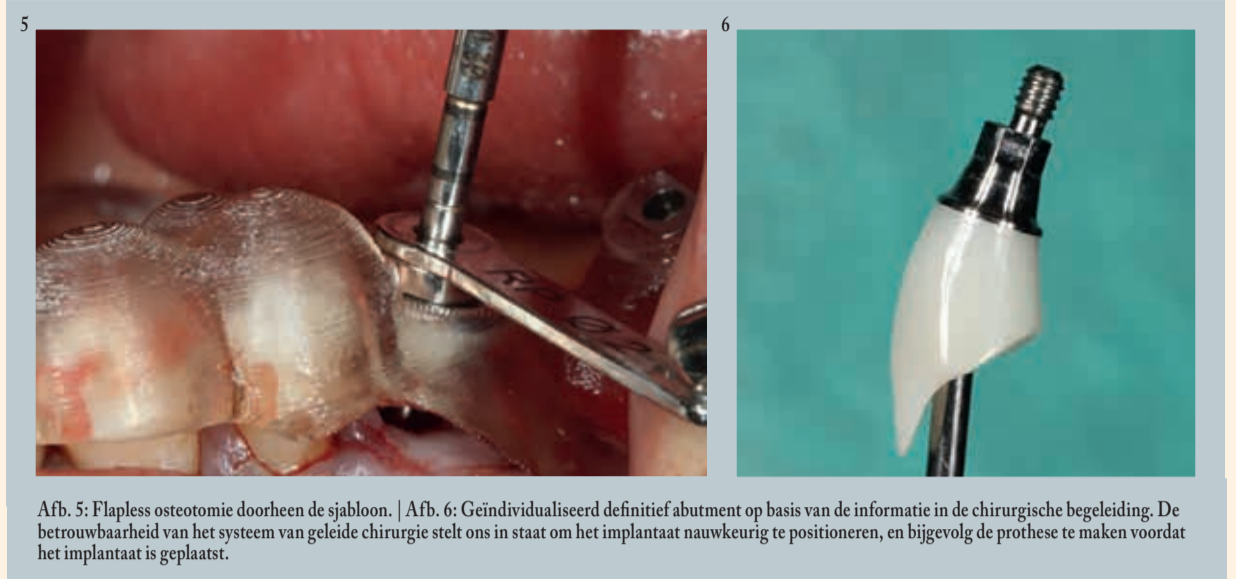 5
6
Afb. 5: Flapless osteotomie doorheen de sjabloon. | Afb. 6: Geïndividualiseerd definitief abutment op basis van de informatie in de chirurgische begeleiding. De
betrouwbaarheid van het systeem van geleide chirurgie stelt ons in staat om het implantaat nauwkeurig te positioneren, en bijgevolg de prothese te maken voordat
het implantaat is geplaatst.